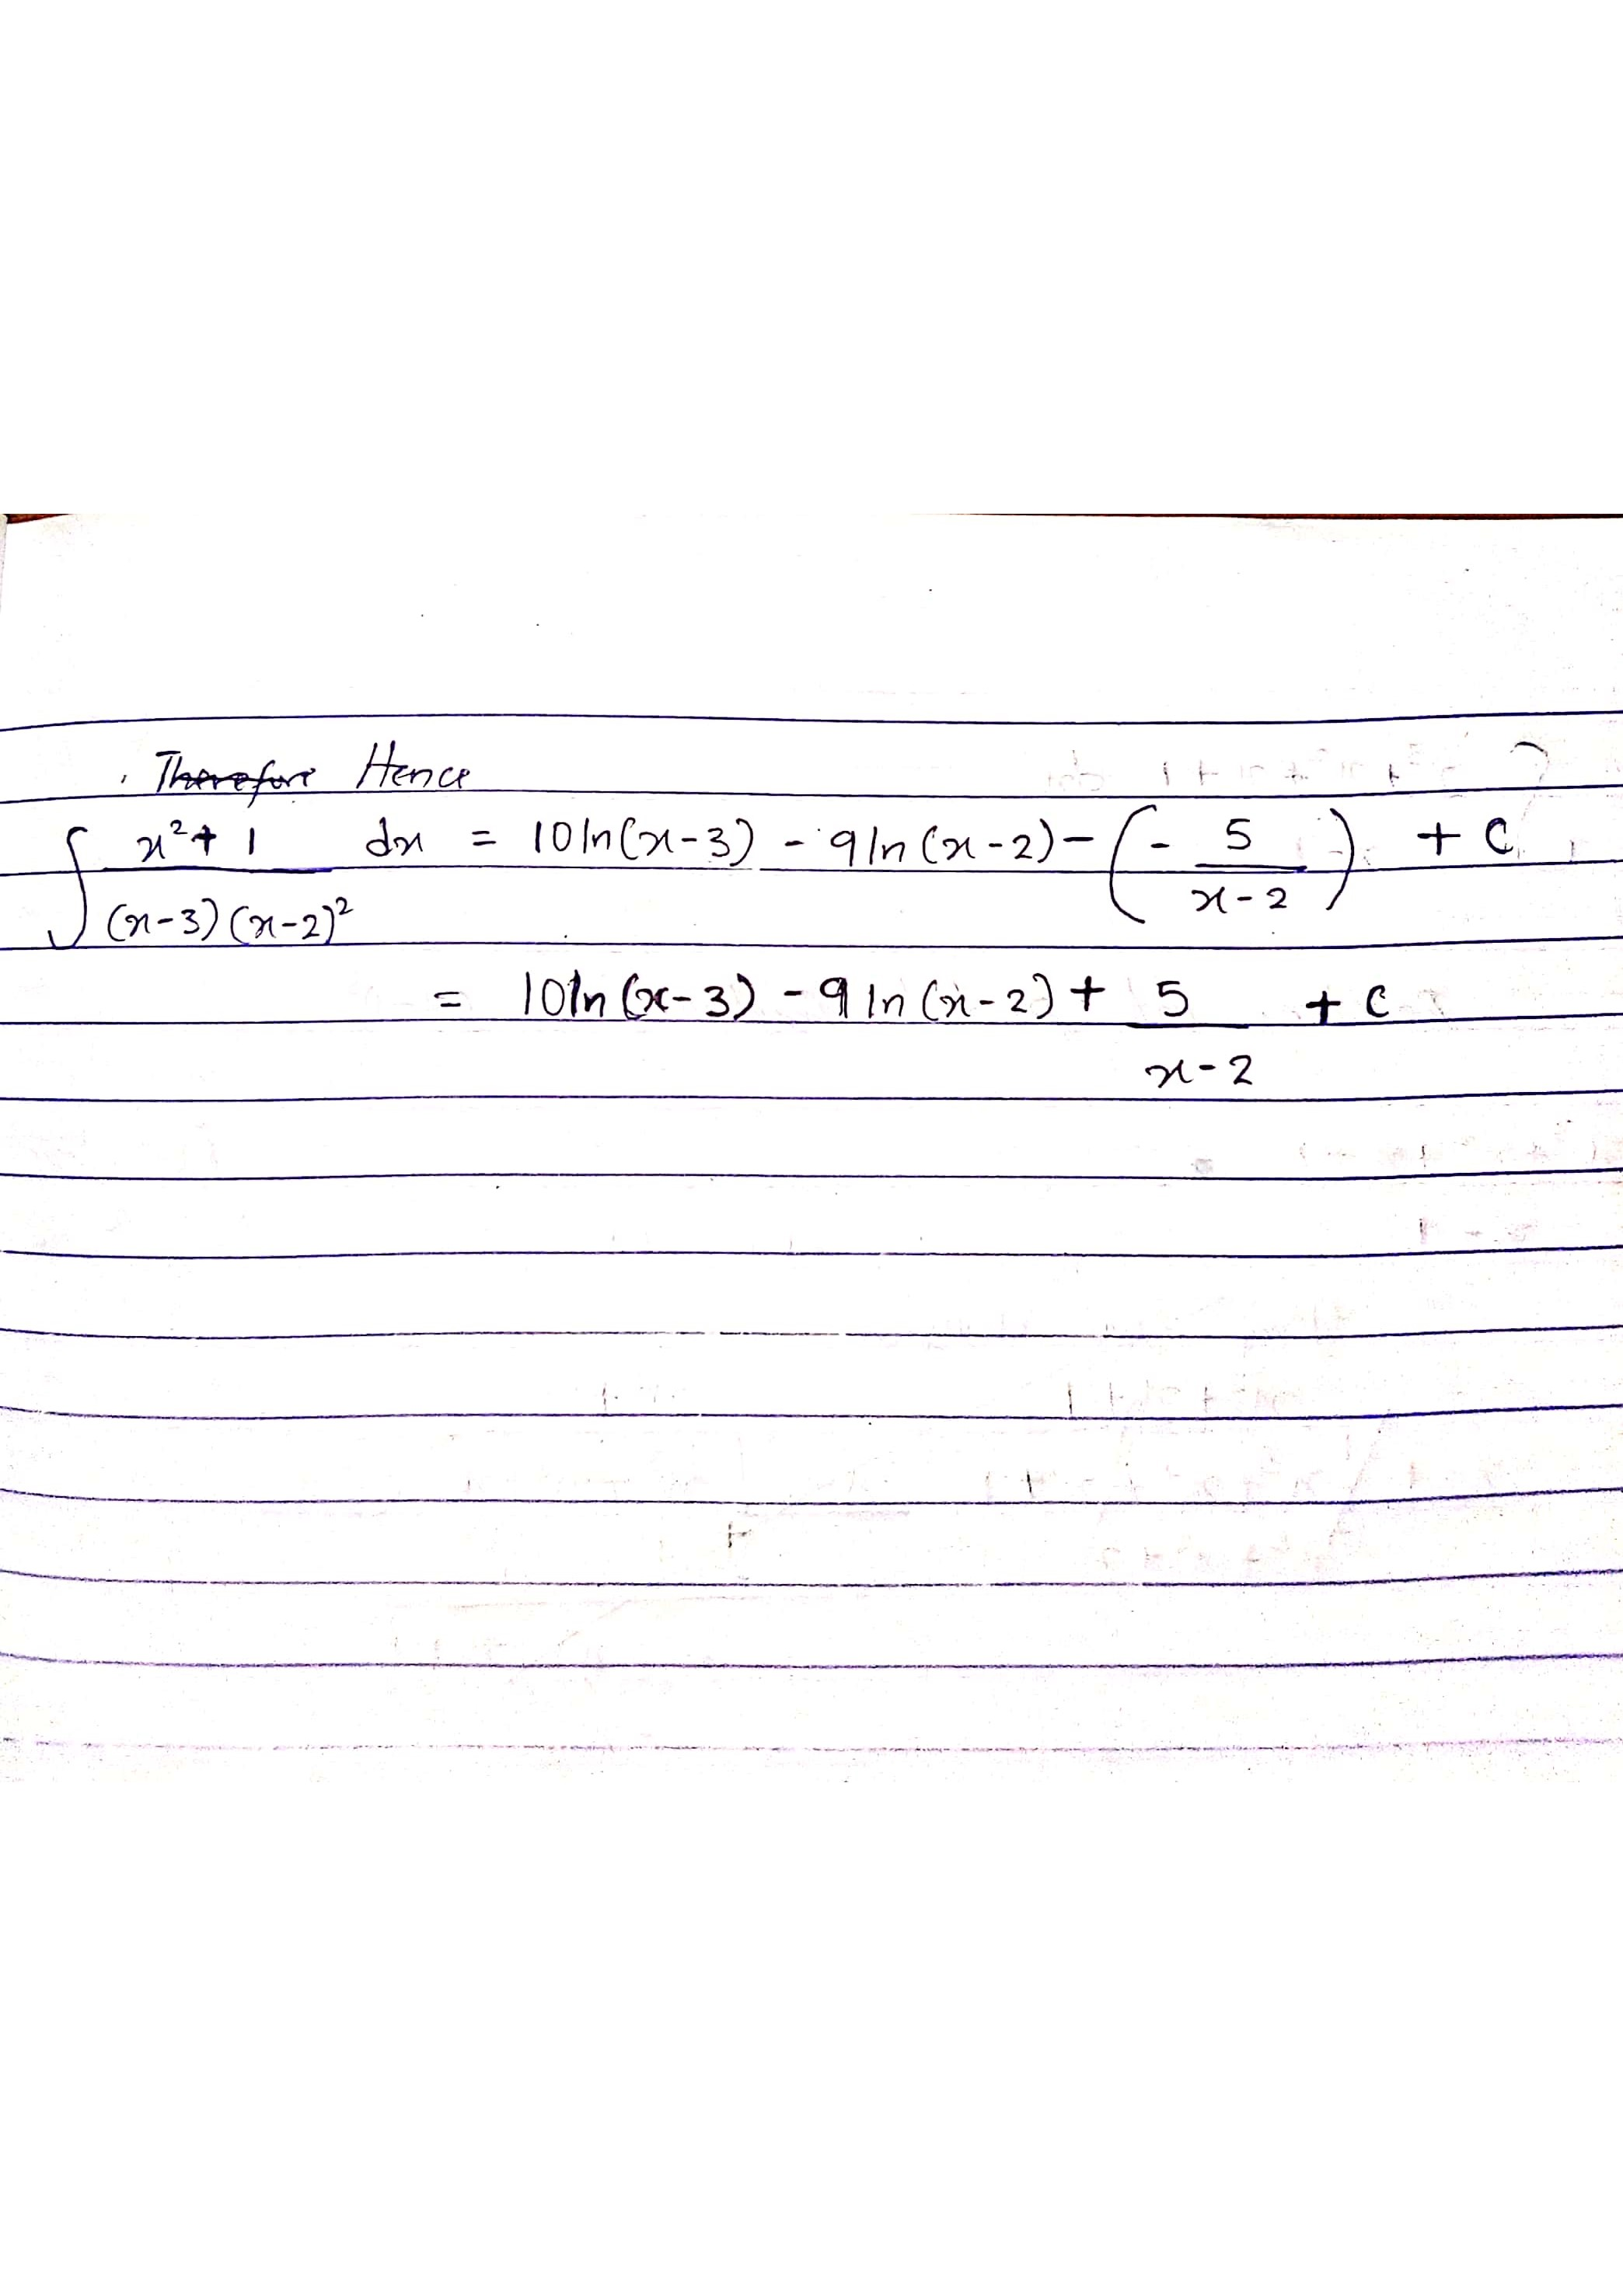 Therefore Hence
∫ x²+1 / (x-3)(x-2)² dx = 10ln(x-3) - 9ln(x-2) - (- 5/(x-2)) + C
= 10ln(x-3) - 9ln(x-2) + 5/(x-2) + C